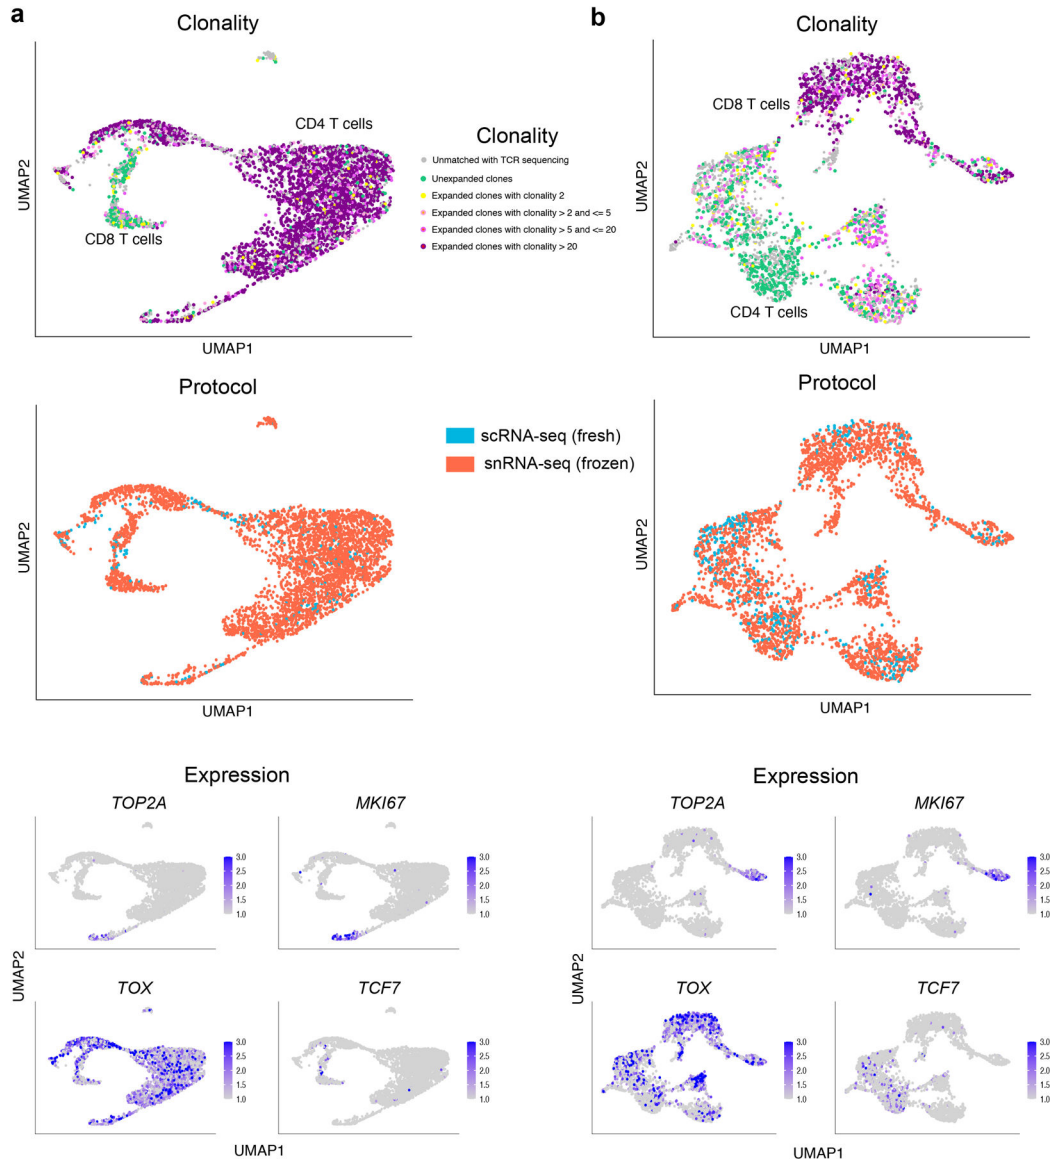 a
Clonality
UMAP2
CD4 T cells
CD8 T cells
UMAP1
Clonality
Unmatched with TCR sequencing
Unexpanded clones
Expanded clones with clonality 2
Expanded clones with clonality > 2 and <= 5
Expanded clones with clonality > 5 and <= 20
Expanded clones with clonality > 20
b
Clonality
UMAP2
CD8 T cells
CD4 T cells
UMAP1
Protocol
UMAP2
UMAP1
scRNA-seq (fresh)
snRNA-seq (frozen)
Protocol
UMAP2
UMAP1
Expression
TOP2A
3.0
2.5
2.0
1.5
1.0
MKI67
3.0
2.5
2.0
1.5
1.0
UMAP2
TOX
3.0
2.5
2.0
1.5
1.0
TCF7
3.0
2.5
2.0
1.5
1.0
UMAP1
Expression
TOP2A
3.0
2.5
2.0
1.5
1.0
MKI67
3.0
2.5
2.0
1.5
1.0
UMAP2
TOX
3.0
2.5
2.0
1.5
1.0
TCF7
3.0
2.5
2.0
1.5
1.0
UMAP1